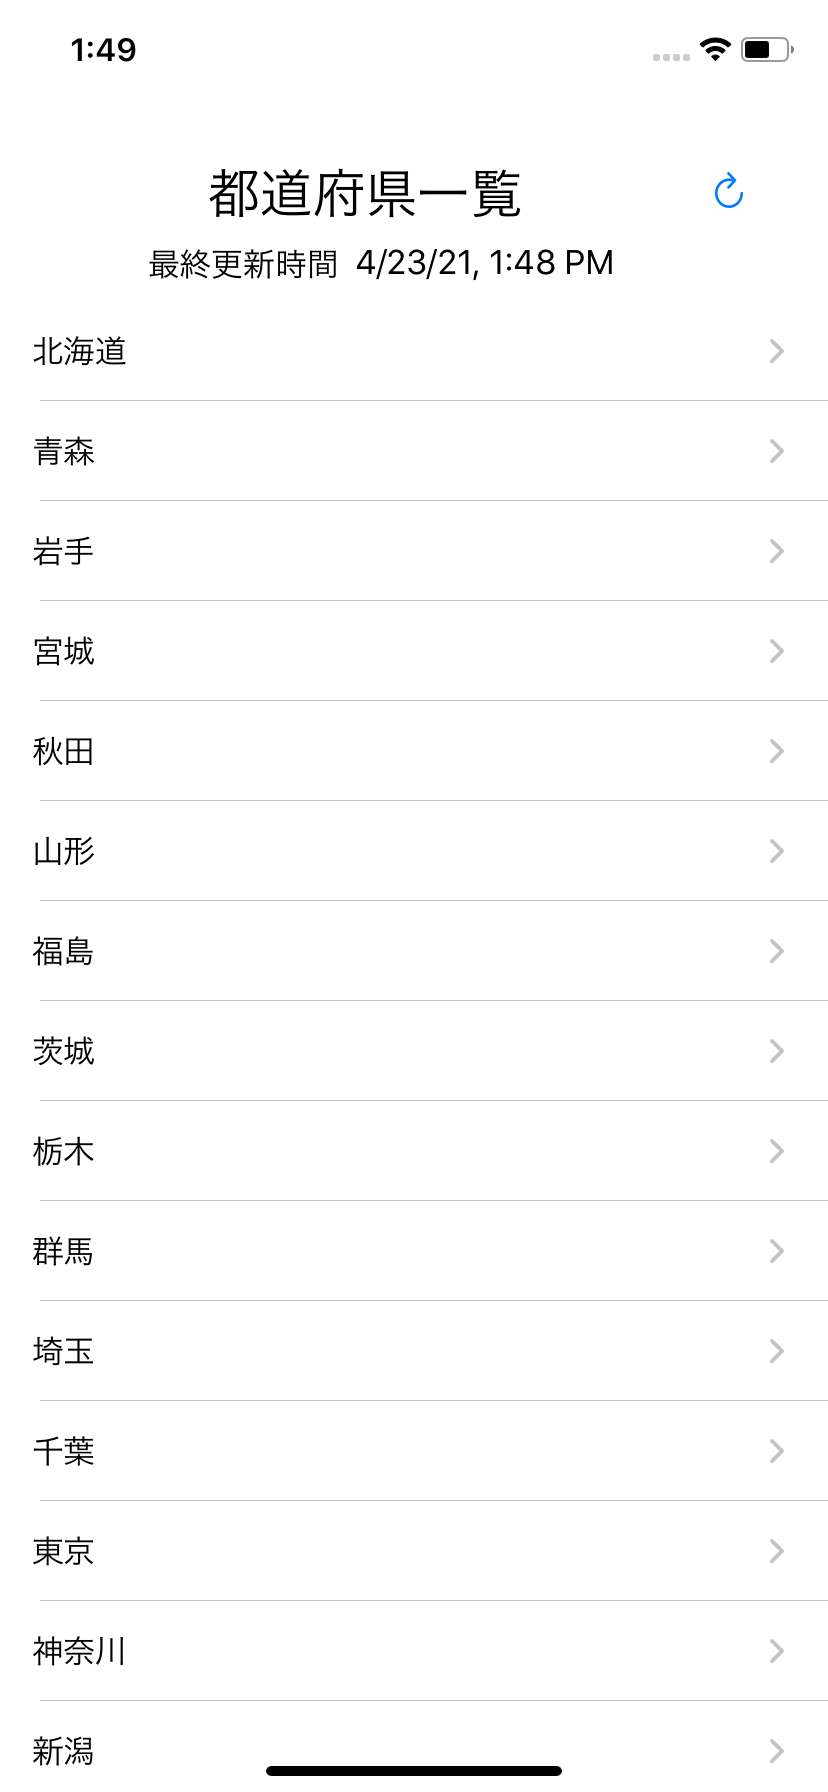 1:49
都道府県一覧
最終更新時間 4/23/21, 1:48 PM
北海道
青森
岩手
宮城
秋田
山形
福島
茨城
栃木
群馬
埼玉
千葉
東京
神奈川
新潟